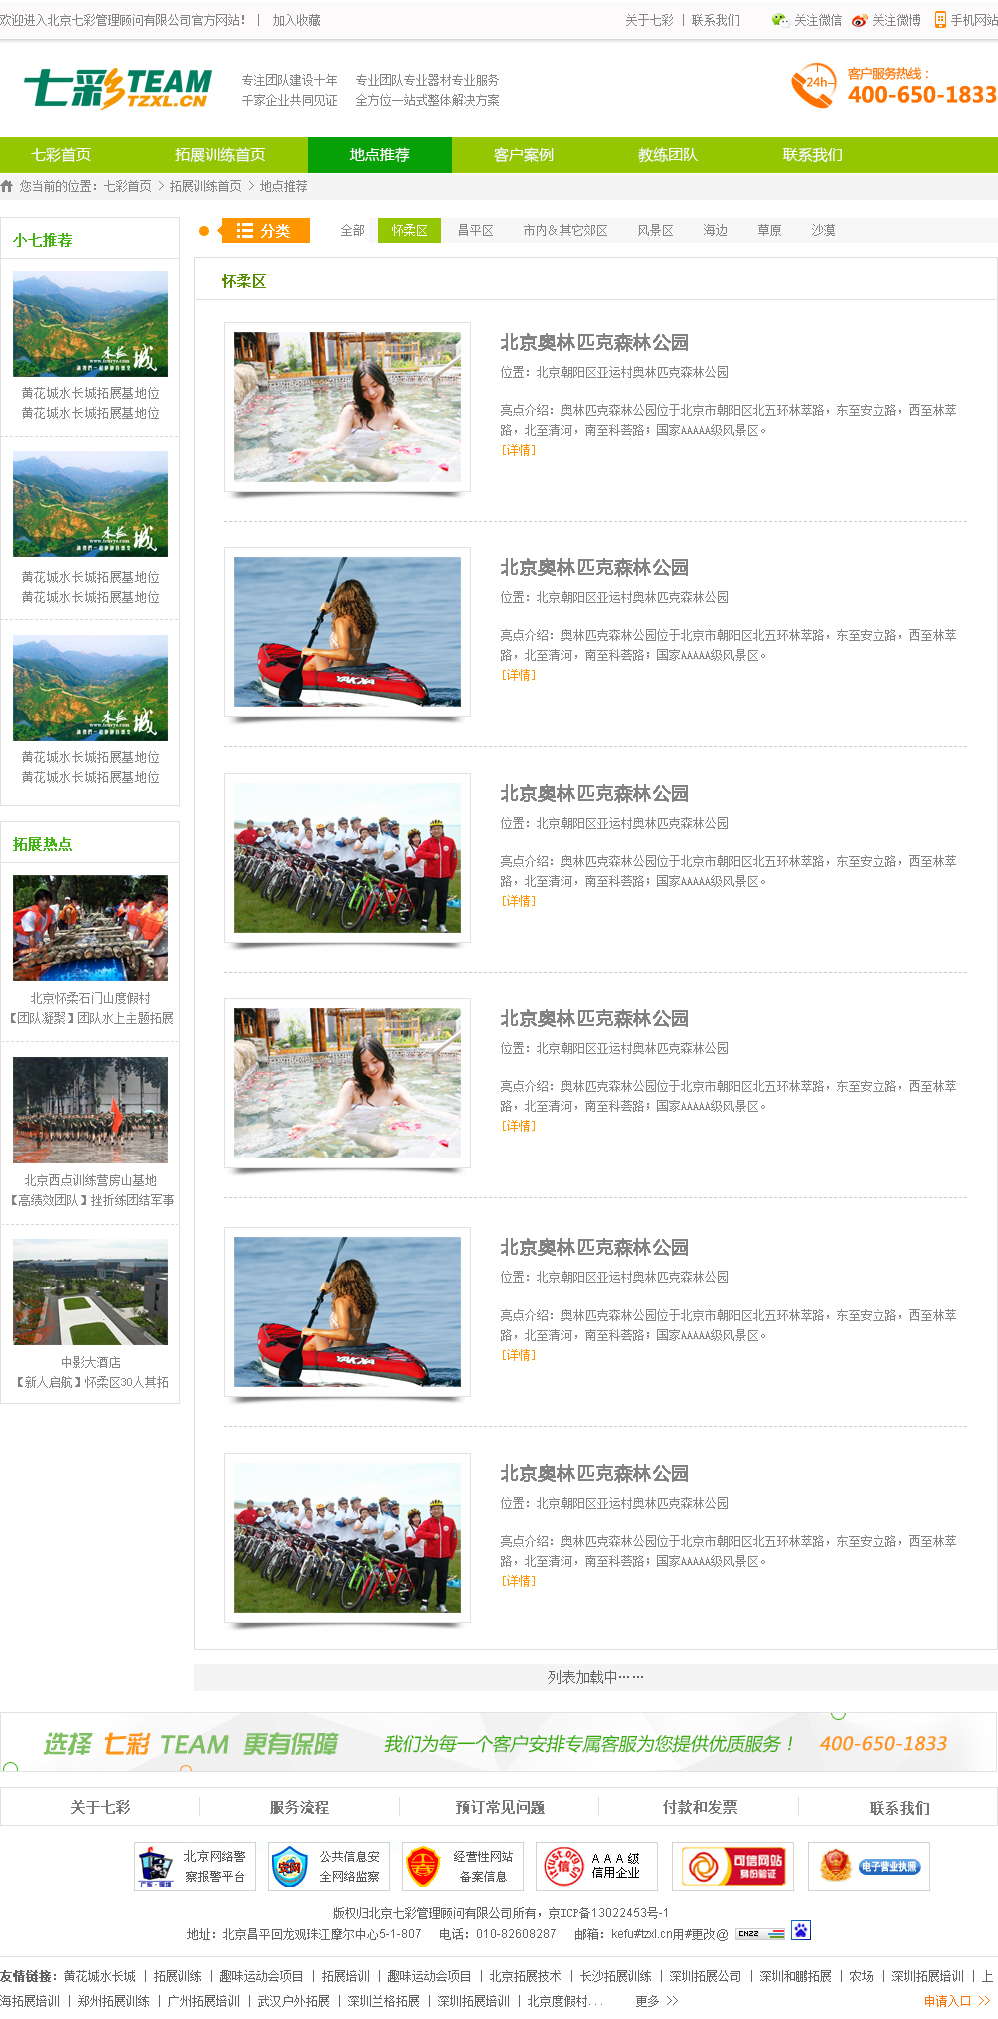 欢迎进入北京七彩管理顾问有限公司官方网站! | 加入收藏
关于七彩 | 联系我们 关注微信 关注微博 手机网站
七彩TEAM
TZXL.CN
专注团队建设十年 专业团队专业器材专业服务
千家企业共同见证 全方位一站式整体解决方案
24h
客户服务热线：
400-650-1833
七彩首页 拓展训练首页 地点推荐 客户案例 教练团队 联系我们
您当前的位置：七彩首页 > 拓展训练首页 > 地点推荐
小七推荐
水长城
黄花城水长城拓展基地位
黄花城水长城拓展基地位
水长城
黄花城水长城拓展基地位
黄花城水长城拓展基地位
水长城
黄花城水长城拓展基地位
黄花城水长城拓展基地位
拓展热点
北京怀柔石门山度假村
【团队凝聚】团队水上主题拓展
北京西点训练营房山基地
【高绩效团队】挫折练团结军事
中影大酒店
【新人启航】怀柔区30人其拓
分类 全部 怀柔区 昌平区 市内&其它郊区 风景区 海边 草原 沙漠
怀柔区
北京奥林匹克森林公园
位置：北京朝阳区亚运村奥林匹克森林公园
亮点介绍：奥林匹克森林公园位于北京市朝阳区北五环林萃路，东至安立路，西至林萃
路，北至清河，南至科荟路；国家AAAAA级风景区。
[详情]
YAKKA
北京奥林匹克森林公园
位置：北京朝阳区亚运村奥林匹克森林公园
亮点介绍：奥林匹克森林公园位于北京市朝阳区北五环林萃路，东至安立路，西至林萃
路，北至清河，南至科荟路；国家AAAAA级风景区。
[详情]
北京奥林匹克森林公园
位置：北京朝阳区亚运村奥林匹克森林公园
亮点介绍：奥林匹克森林公园位于北京市朝阳区北五环林萃路，东至安立路，西至林萃
路，北至清河，南至科荟路；国家AAAAA级风景区。
[详情]
北京奥林匹克森林公园
位置：北京朝阳区亚运村奥林匹克森林公园
亮点介绍：奥林匹克森林公园位于北京市朝阳区北五环林萃路，东至安立路，西至林萃
路，北至清河，南至科荟路；国家AAAAA级风景区。
[详情]
YAKKA
北京奥林匹克森林公园
位置：北京朝阳区亚运村奥林匹克森林公园
亮点介绍：奥林匹克森林公园位于北京市朝阳区北五环林萃路，东至安立路，西至林萃
路，北至清河，南至科荟路；国家AAAAA级风景区。
[详情]
北京奥林匹克森林公园
位置：北京朝阳区亚运村奥林匹克森林公园
亮点介绍：奥林匹克森林公园位于北京市朝阳区北五环林萃路，东至安立路，西至林萃
路，北至清河，南至科荟路；国家AAAAA级风景区。
[详情]
列表加载中……
选择 七彩 TEAM 更有保障 我们为每一个客户安排专属客服为您提供优质服务！ 400-650-1833
关于七彩 服务流程 预订常见问题 付款和发票 联系我们
北京网络警
察报警平台
公共信息安
全网络监察
经营性网站
备案信息
信
AAA级
信用企业
可信网站
身份验证
电子营业执照
版权归北京七彩管理顾问有限公司所有，京ICP备13022453号-1
地址：北京昌平回龙观珠江摩尔中心5-1-807 电话：010-82608287 邮箱：kefu#tzxl.cn用#更改@ CNZZ
友情链接：黄花城水长城 | 拓展训练 | 趣味运动会项目 | 拓展培训 | 趣味运动会项目 | 北京拓展技术 | 长沙拓展训练 | 深圳拓展公司 | 深圳和鹏拓展 | 农场 | 深圳拓展培训 | 上
海拓展培训 | 郑州拓展训练 | 广州拓展培训 | 武汉户外拓展 | 深圳兰格拓展 | 深圳拓展培训 | 北京度假村... 更多 >> 申请入口 >>